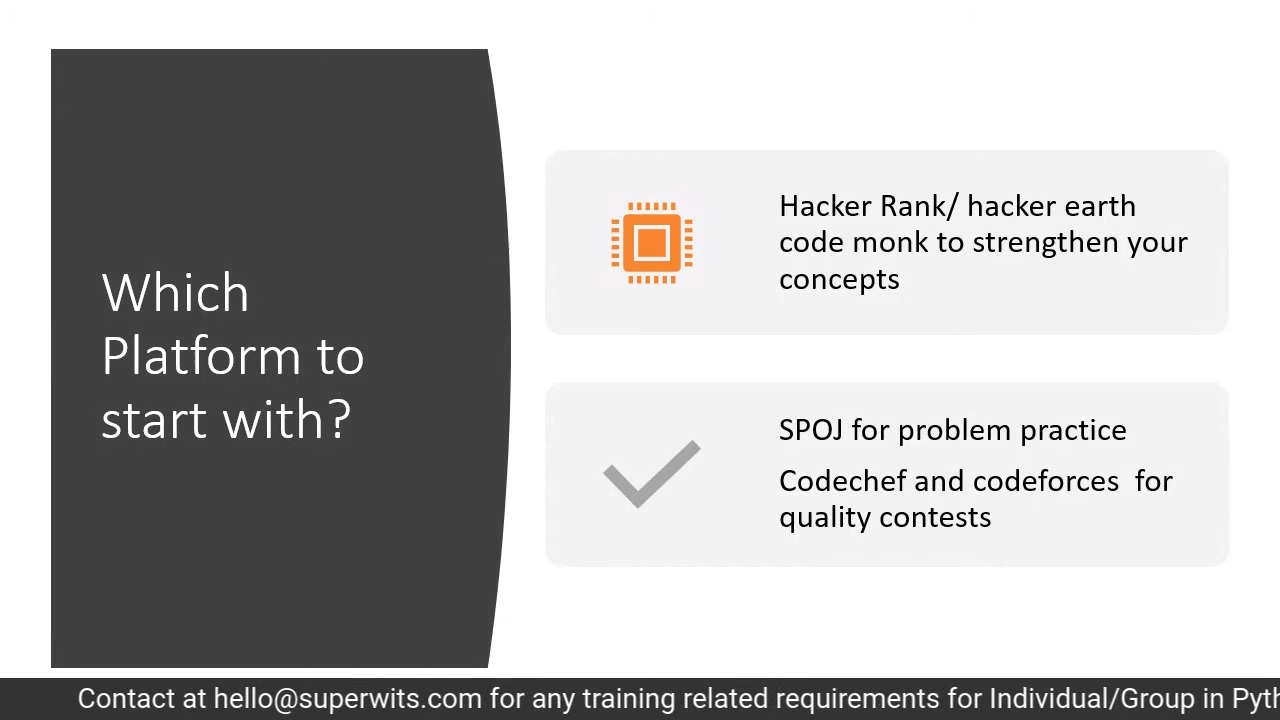 Which
Platform to
start with?
Hacker Rank/ hacker earth
code monk to strengthen your
concepts
SPOJ for problem practice
Codechef and codeforces  for
quality contests
Contact at hello@superwits.com for any training related requirements for Individual/Group in Pyth